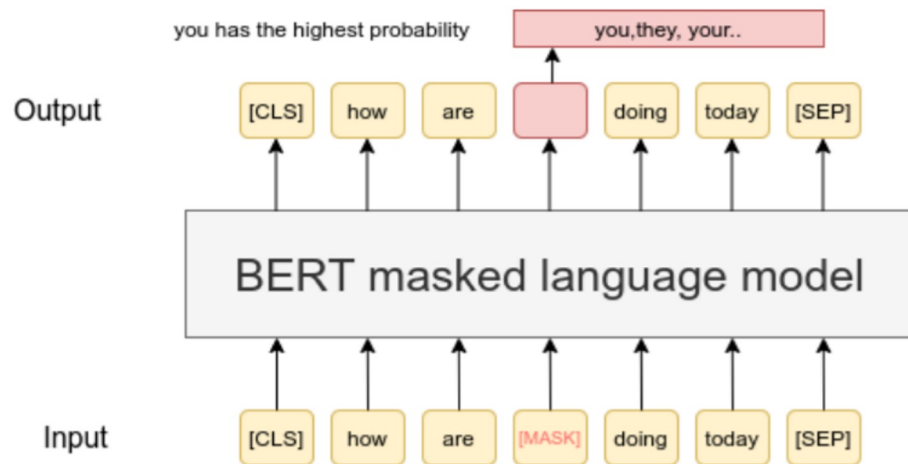 you has the highest probability you,they, your..
Output [CLS] how are doing today [SEP]
BERT masked language model
Input [CLS] how are [MASK] doing today [SEP]